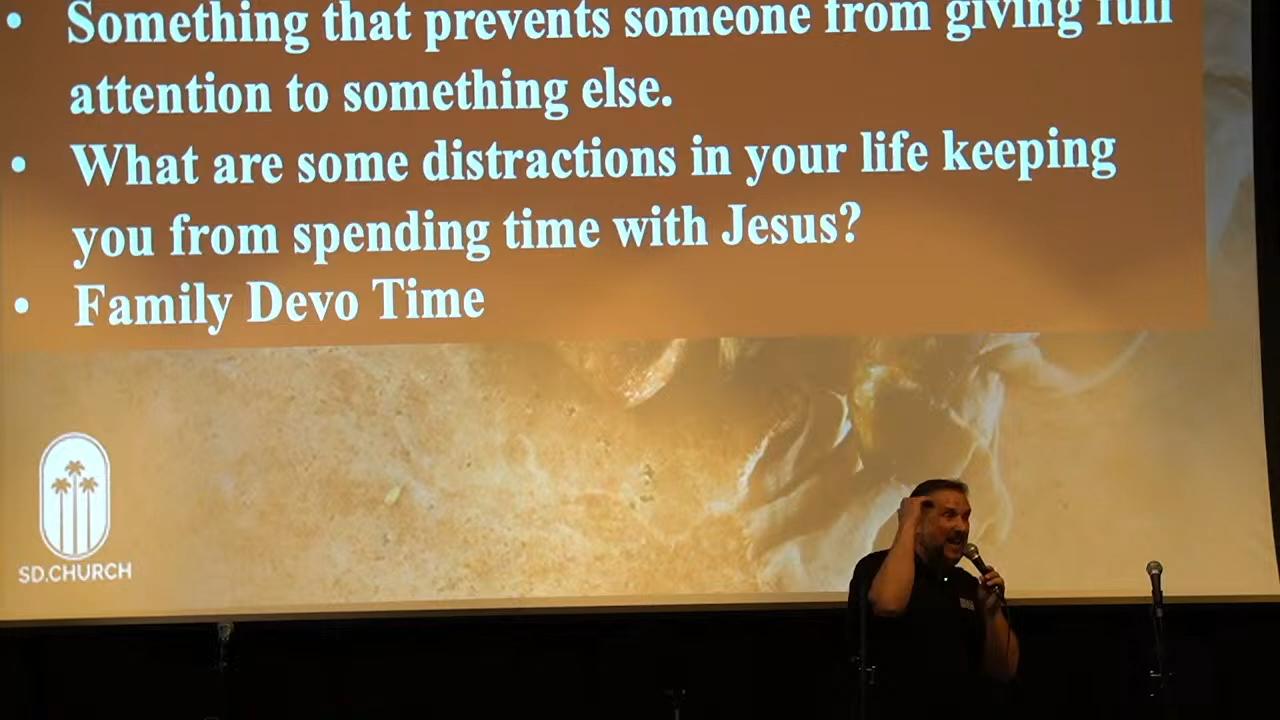 Something that prevents someone from giving full
attention to something else.
What are some distractions in your life keeping
you from spending time with Jesus?
Family Devo Time
SD.CHURCH